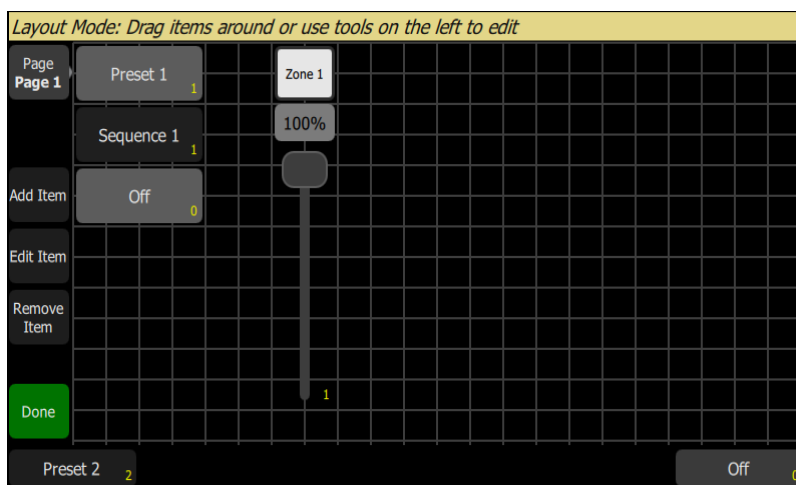 Layout Mode: Drag items around or use tools on the left to edit
Page
Page 1
Preset 1
1
Zone 1
100%
Sequence 1
1
Add Item
Off
0
Edit Item
Remove
Item
1
Done
Preset 2
2
Off
0